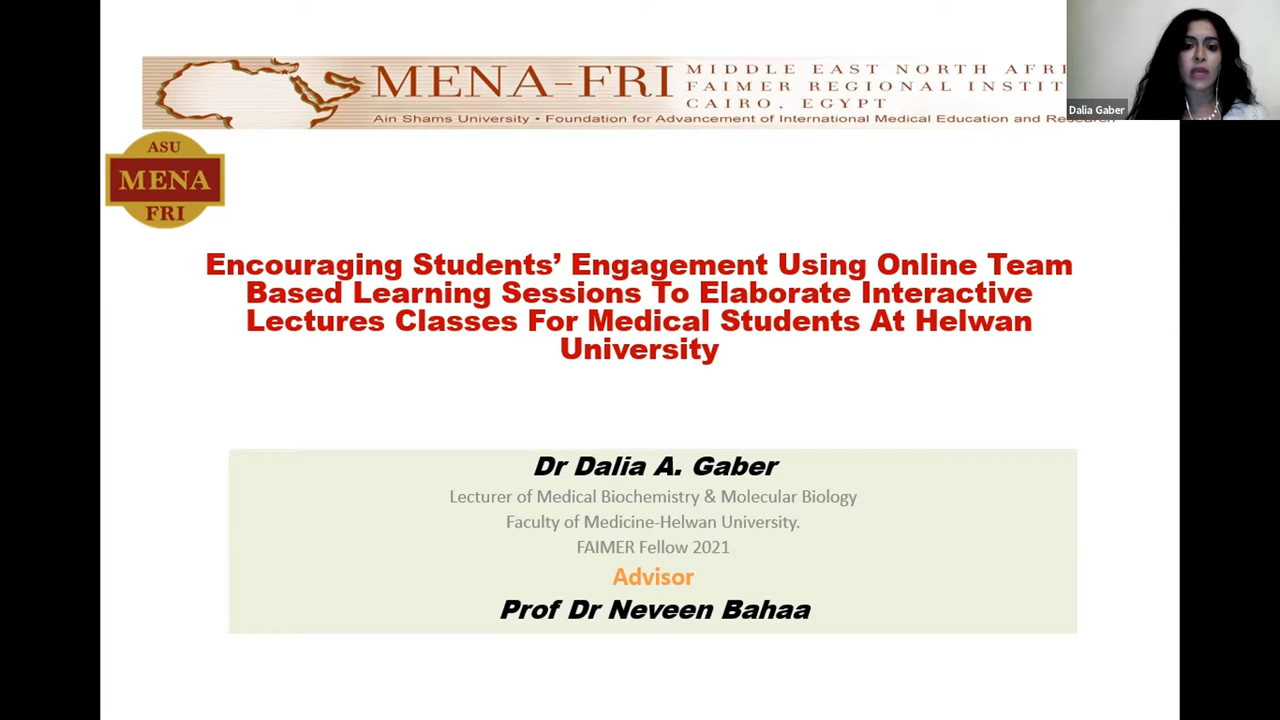 MENA-FRI
MIDDLE EAST NORTH AFRI
FAIMER REGIONAL INSTIT
CAIRO, EGYPT
Ain Shams University • Foundation for Advancement of International Medical Education and Research
Dalia Gaber
ASU
MENA
FRI
Encouraging Students’ Engagement Using Online Team
Based Learning Sessions To Elaborate Interactive
Lectures Classes For Medical Students At Helwan
University
Dr Dalia A. Gaber
Lecturer of Medical Biochemistry & Molecular Biology
Faculty of Medicine-Helwan University.
FAIMER Fellow 2021
Advisor
Prof Dr Neveen Bahaa